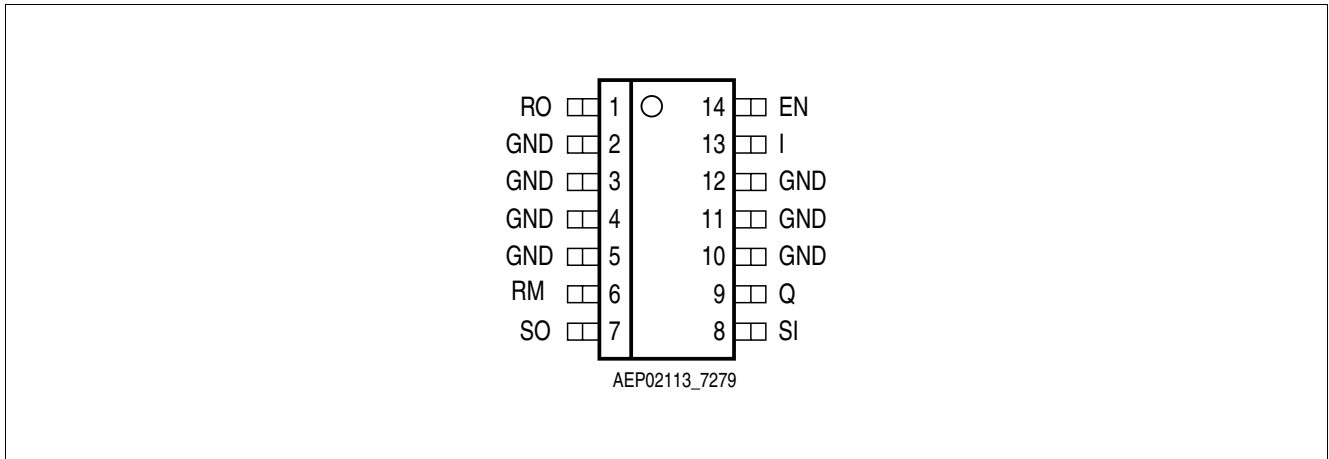 RO 1 14 EN
GND 2 13 I
GND 3 12 GND
GND 4 11 GND
GND 5 10 GND
RM 6 9 Q
SO 7 8 SI
AEP02113_7279